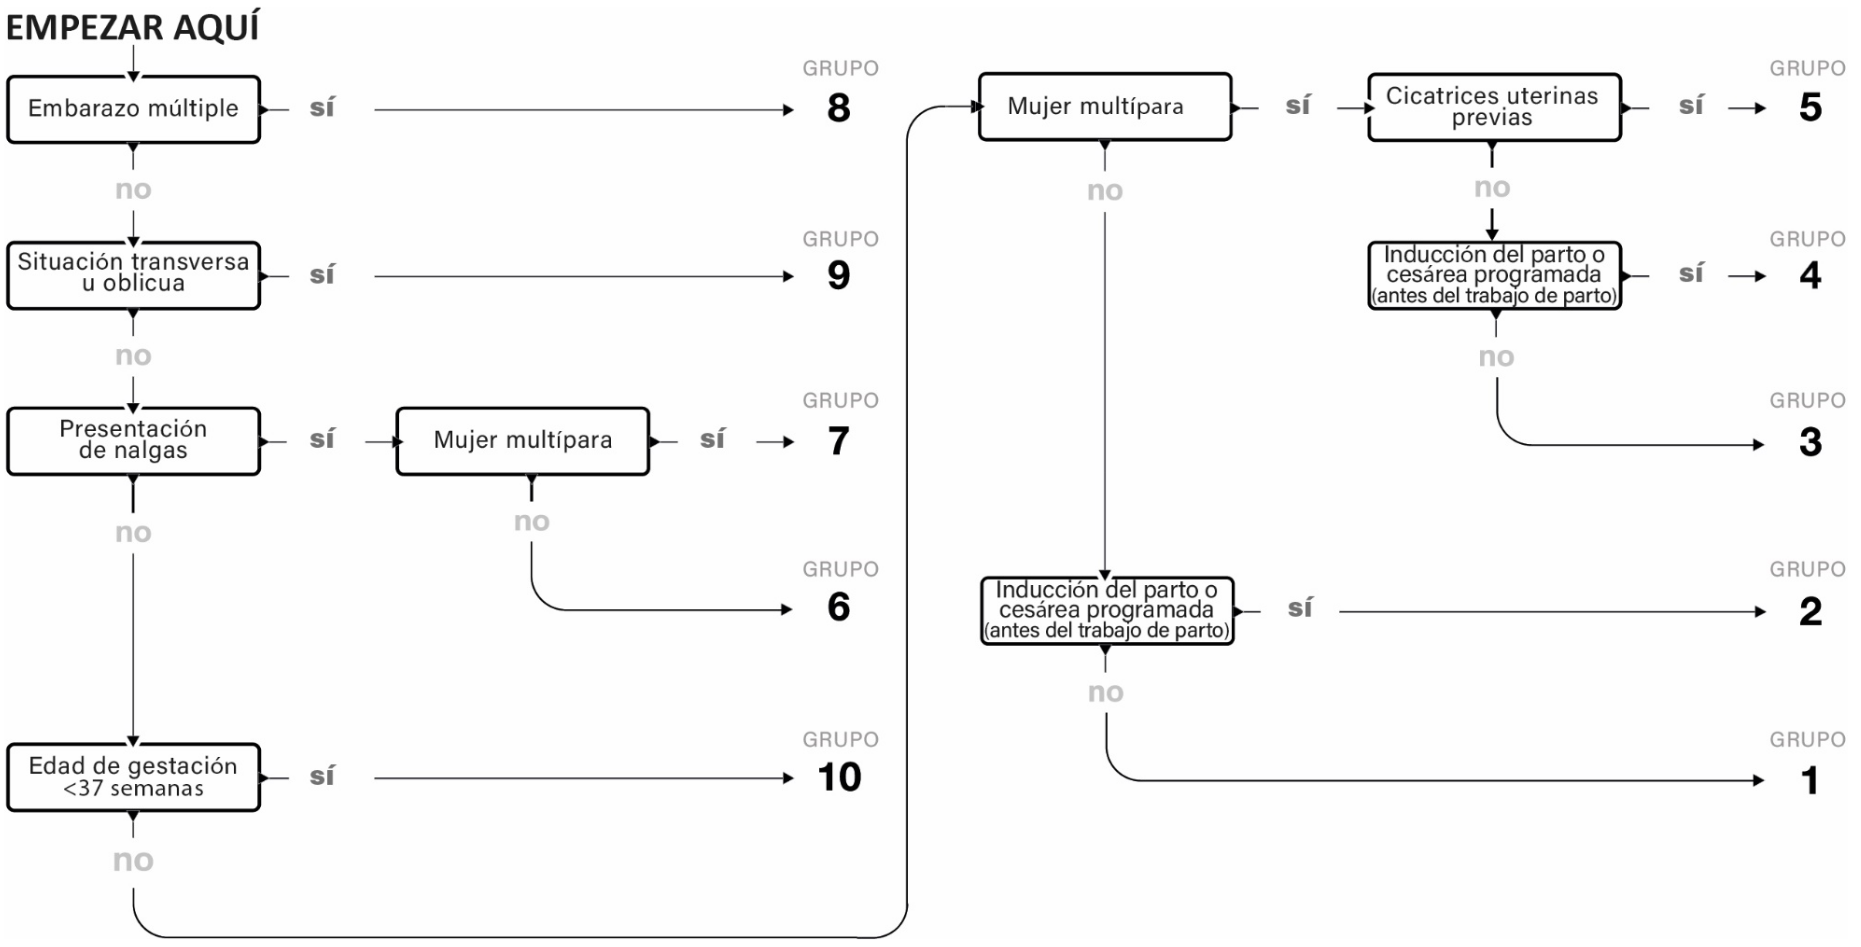 EMPEZAR AQUÍ
Embarazo múltiple
sí
GRUPO
8
no
Situación transversa
u oblicua
sí
GRUPO
9
no
Presentación
de nalgas
sí
Mujer multípara
sí
GRUPO
7
no
GRUPO
6
no
Edad de gestación
<37 semanas
sí
GRUPO
10
no
Mujer multípara
sí
Cicatrices uterinas
previas
sí
GRUPO
5
no
Inducción del parto o
cesárea programada
(antes del trabajo de parto)
sí
GRUPO
4
no
GRUPO
3
no
Inducción del parto o
cesárea programada
(antes del trabajo de parto)
sí
GRUPO
2
no
GRUPO
1